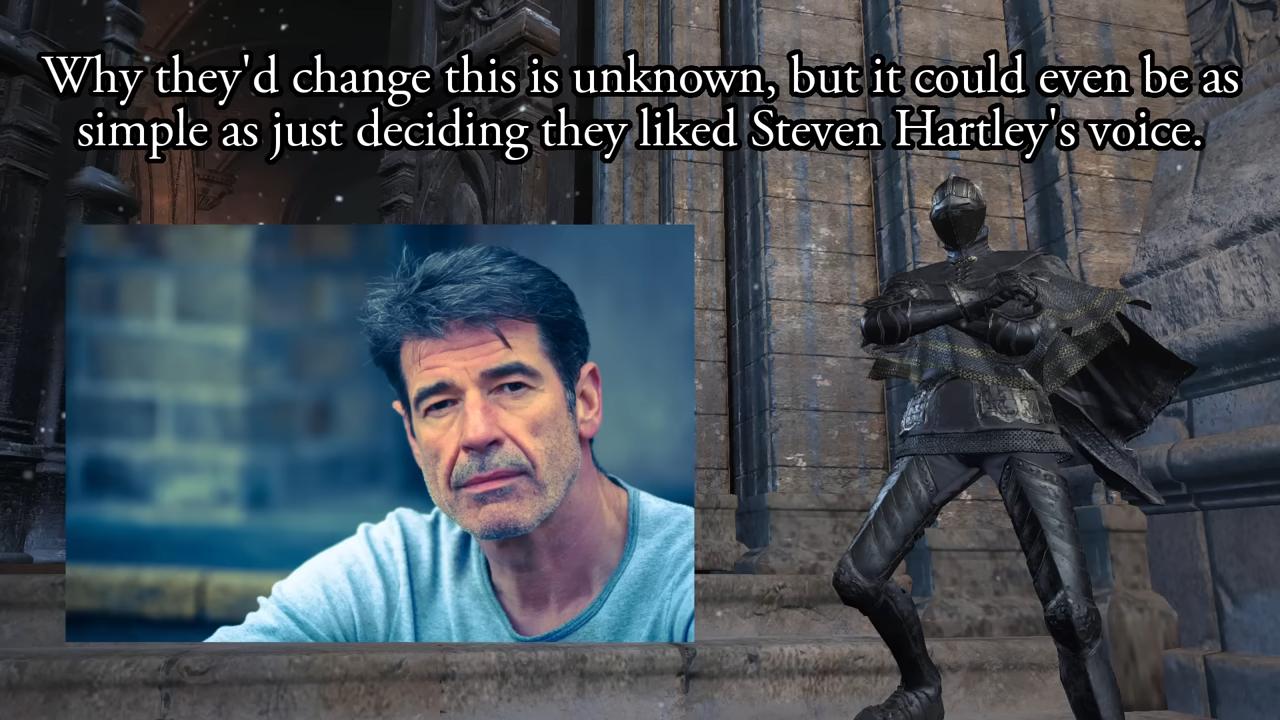 Why they'd change this is unknown, but it could even be as
simple as just deciding they liked Steven Hartley's voice.